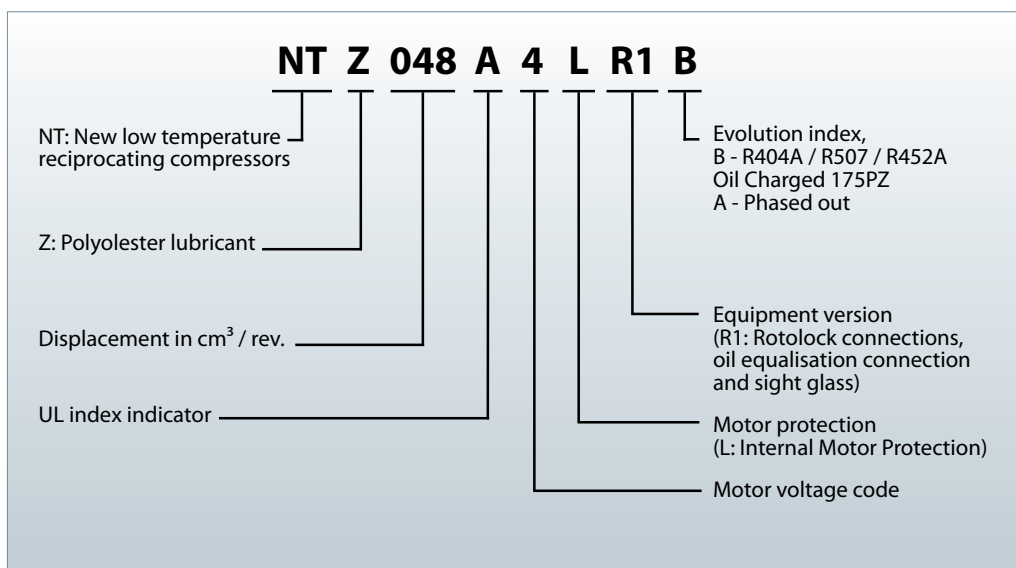 NT Z 048 A 4 L R1 B
NT: New low temperature
reciprocating compressors
Z: Polyolester lubricant
Displacement in cm³ / rev.
UL index indicator
Evolution index,
B - R404A / R507 / R452A
Oil Charged 175PZ
A - Phased out
Equipment version
(R1: Rotolock connections,
oil equalisation connection
and sight glass)
Motor protection
(L: Internal Motor Protection)
Motor voltage code